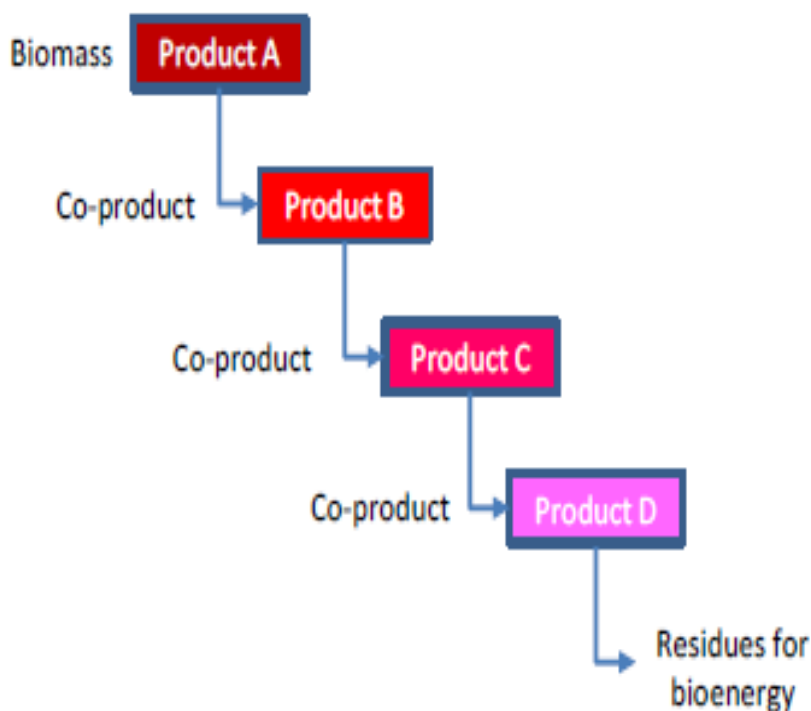 Biomass
Product A
Co-product
Product B
Co-product
Product C
Co-product
Product D
Residues for
bioenergy